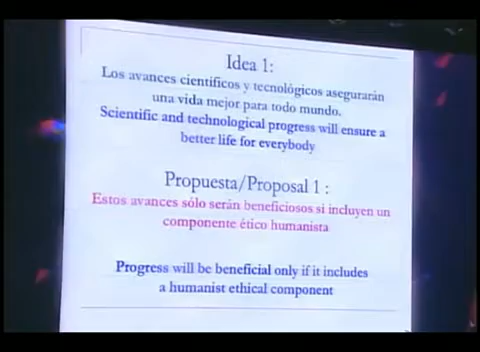 Idea 1:
Los avances científicos y tecnológicos asegurarán
una vida mejor para todo mundo.
Scientific and technological progress will ensure a
better life for everybody
Propuesta/Proposal 1 :
Estos avances sólo serán beneficiosos si incluyen un
componente ético humanista
Progress will be beneficial only if it includes
a humanist ethical component